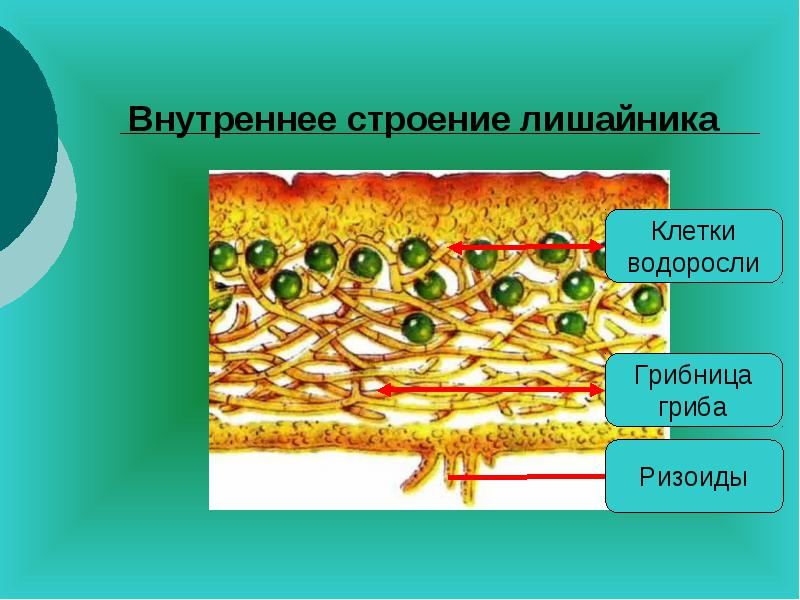 Внутреннее строение лишайника
Клетки
водоросли
Грибница
гриба
Ризоиды